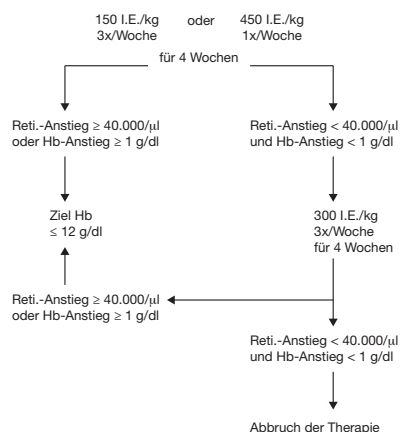 150 I.E./kg oder 450 I.E./kg
3x/Woche 1x/Woche
für 4 Wochen
Reti.-Anstieg ≥ 40.000/µl
oder Hb-Anstieg ≥ 1 g/dl
Reti.-Anstieg < 40.000/µl
und Hb-Anstieg < 1 g/dl
Ziel Hb
≤ 12 g/dl
300 I.E./kg
3x/Woche
für 4 Wochen
Reti.-Anstieg ≥ 40.000/µl
oder Hb-Anstieg ≥ 1 g/dl
Reti.-Anstieg < 40.000/µl
und Hb-Anstieg < 1 g/dl
Abbruch der Therapie